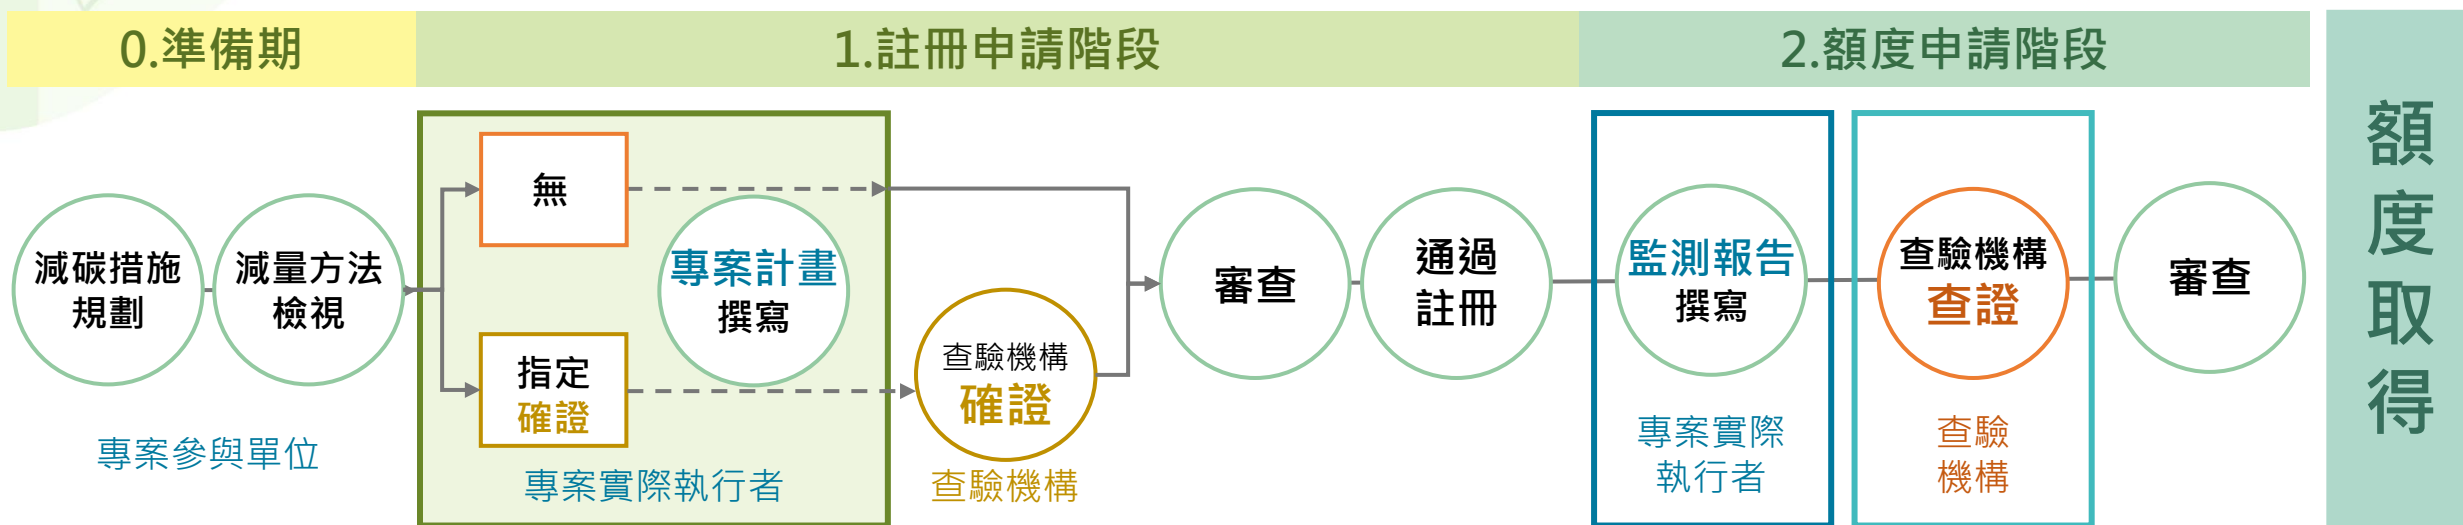 0.準備期
1.註冊申請階段
2.額度申請階段
額
度
取
得
減碳措施
規劃
減量方法
檢視
專案參與單位
無
指定
確證
專案計畫
撰寫
專案實際執行者
查驗機構
確證
查驗機構
審查
通過
註冊
監測報告
撰寫
專案實際
執行者
查驗機構
查證
查驗
機構
審查